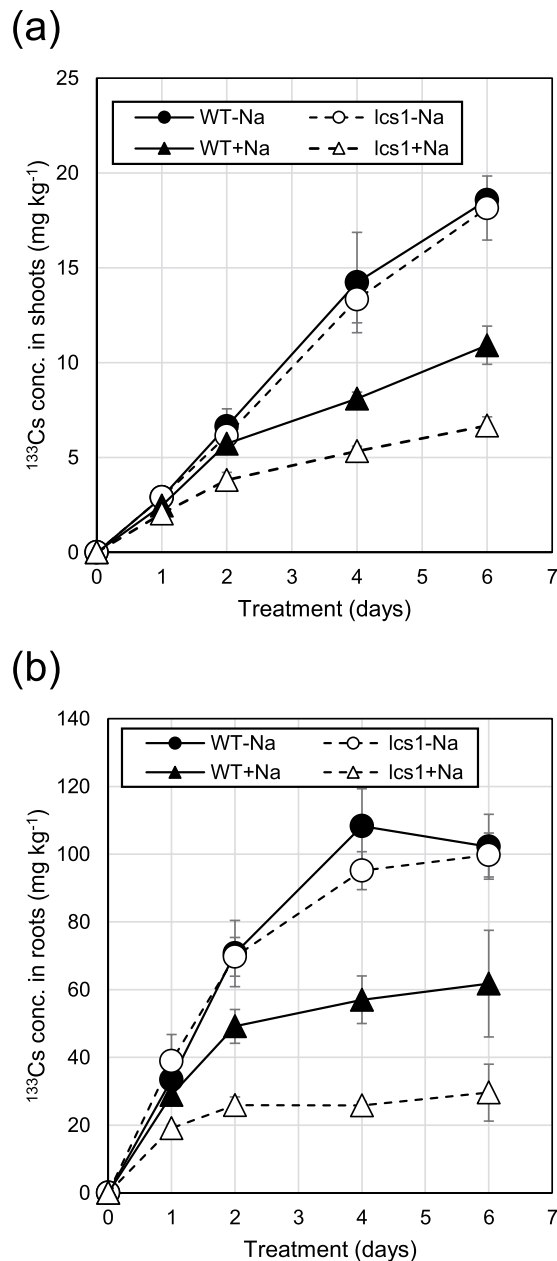 (a)
25
20
15
10
5
0
¹³³Cs conc. in shoots (mg kg⁻¹)
WT-Na lcs1-Na
WT+Na lcs1+Na
0 1 2 3 4 5 6 7
Treatment (days)
(b)
140
120
100
80
60
40
20
0
¹³³Cs conc. in roots (mg kg⁻¹)
WT-Na lcs1-Na
WT+Na lcs1+Na
0 1 2 3 4 5 6 7
Treatment (days)